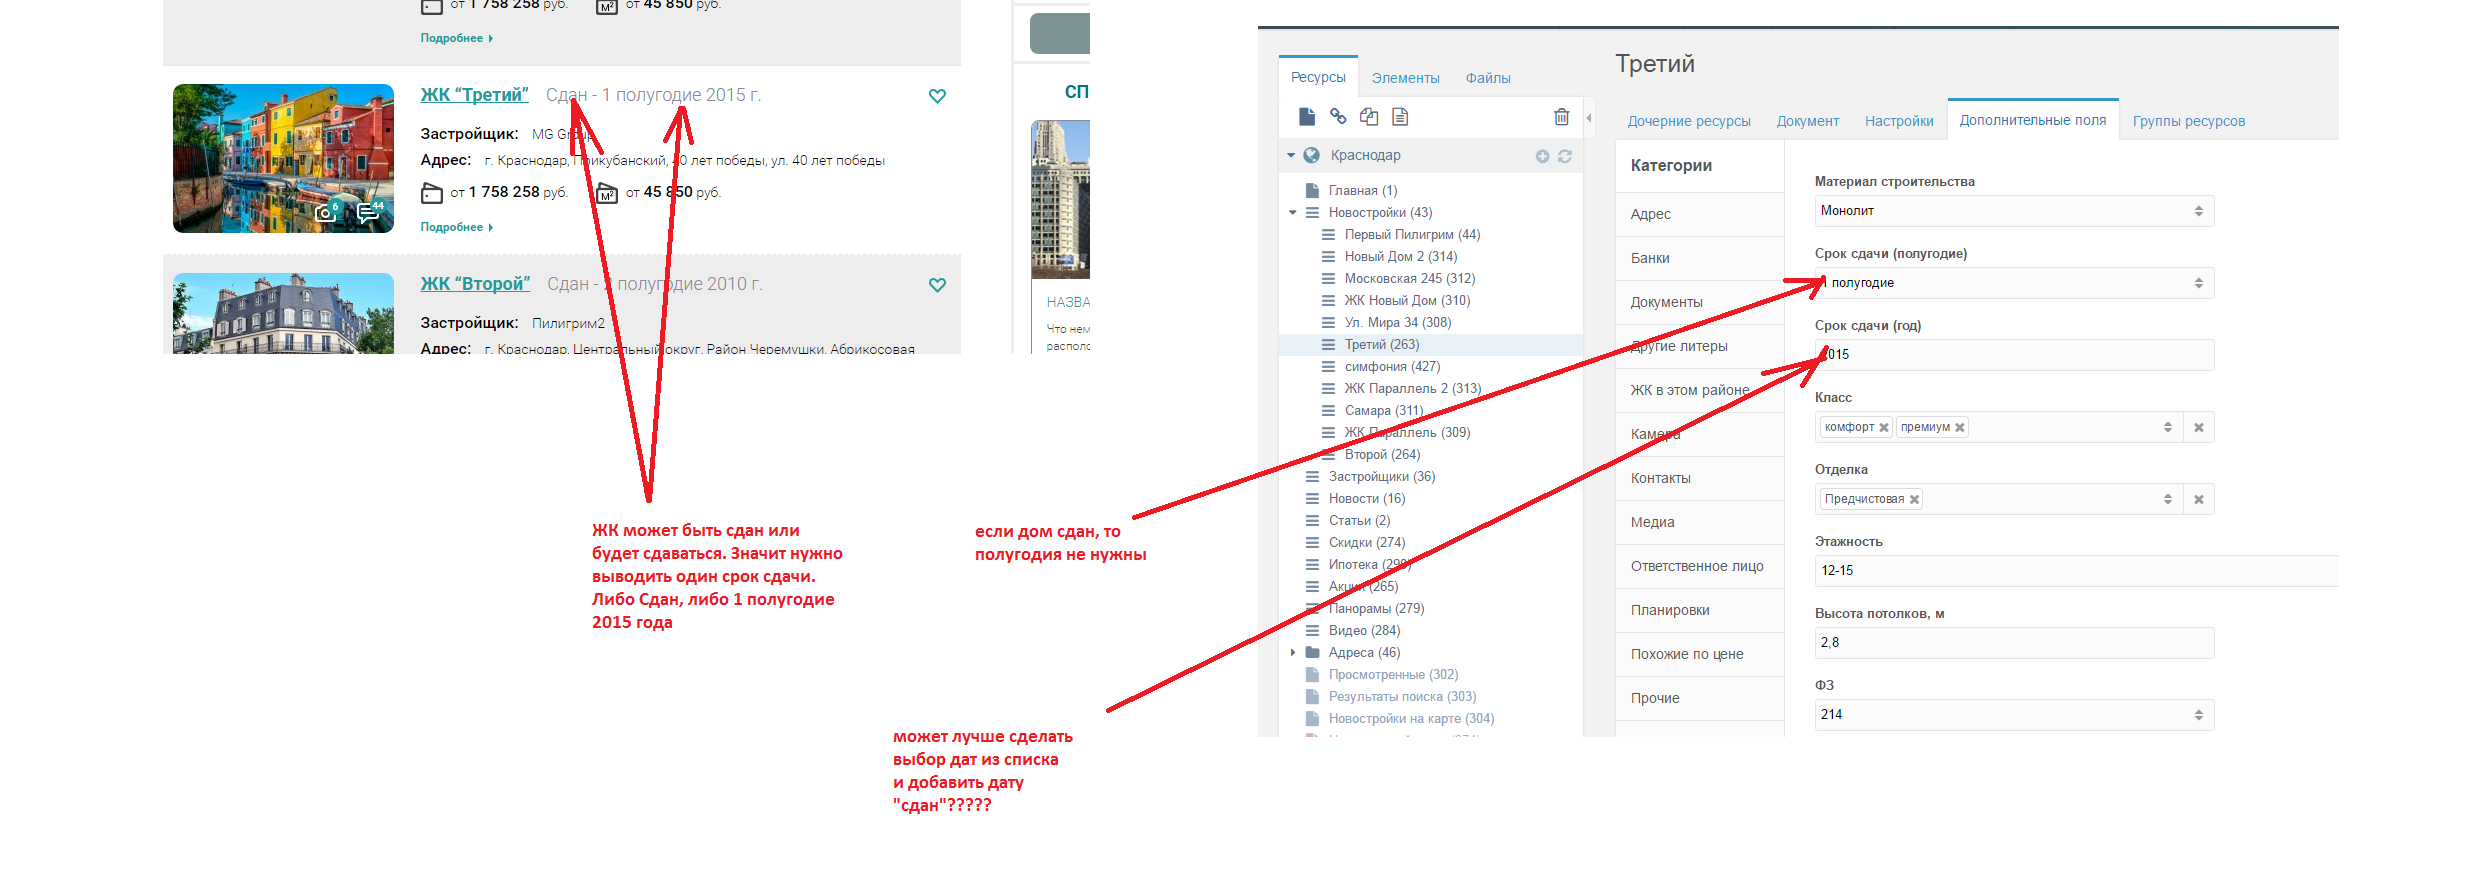 от 1 758 258 руб. от 45 850 руб.
Подробнее
ЖК “Третий” Сдан - 1 полугодие 2015 г.
Застройщик: MG Group
Адрес: г. Краснодар, Прикубанский, 40 лет победы, ул. 40 лет победы
от 1 758 258 руб. м² от 45 850 руб.
6 44
Подробнее
ЖК “Второй” Сдан - 2 полугодие 2010 г.
Застройщик: Пилигрим2
Адрес: г. Краснодар, Центральный округ, Район Черемушки, Абрикосовая
СП
НАЗВА
Что нем
располо
ЖК может быть сдан или
будет сдаваться. Значит нужно
выводить один срок сдачи.
Либо Сдан, либо 1 полугодие
2015 года
если дом сдан, то
полугодия не нужны
может лучше сделать
выбор дат из списка
и добавить дату
"сдан"?????
Ресурсы Элементы Файлы
Краснодар
Главная (1)
Новостройки (43)
Первый Пилигрим (44)
Новый Дом 2 (314)
Московская 245 (312)
ЖК Новый Дом (310)
Ул. Мира 34 (308)
Третий (263)
симфония (427)
ЖК Параллель 2 (313)
Самара (311)
ЖК Параллель (309)
Второй (264)
Застройщики (36)
Новости (16)
Статьи (2)
Скидки (274)
Ипотека (299)
Акции (265)
Панорамы (279)
Видео (284)
Адреса (46)
Просмотренные (302)
Результаты поиска (303)
Новостройки на карте (304)
Третий
Дочерние ресурсы Документ Настройки Дополнительные поля Группы ресурсов
Категории
Адрес
Банки
Документы
Другие литеры
ЖК в этом районе
Камера
Контакты
Медиа
Ответственное лицо
Планировки
Похожие по цене
Прочие
Материал строительства
Монолит
Срок сдачи (полугодие)
1 полугодие
Срок сдачи (год)
2015
Класс
комфорт премиум
Отделка
Предчистовая
Этажность
12-15
Высота потолков, м
2,8
ФЗ
214